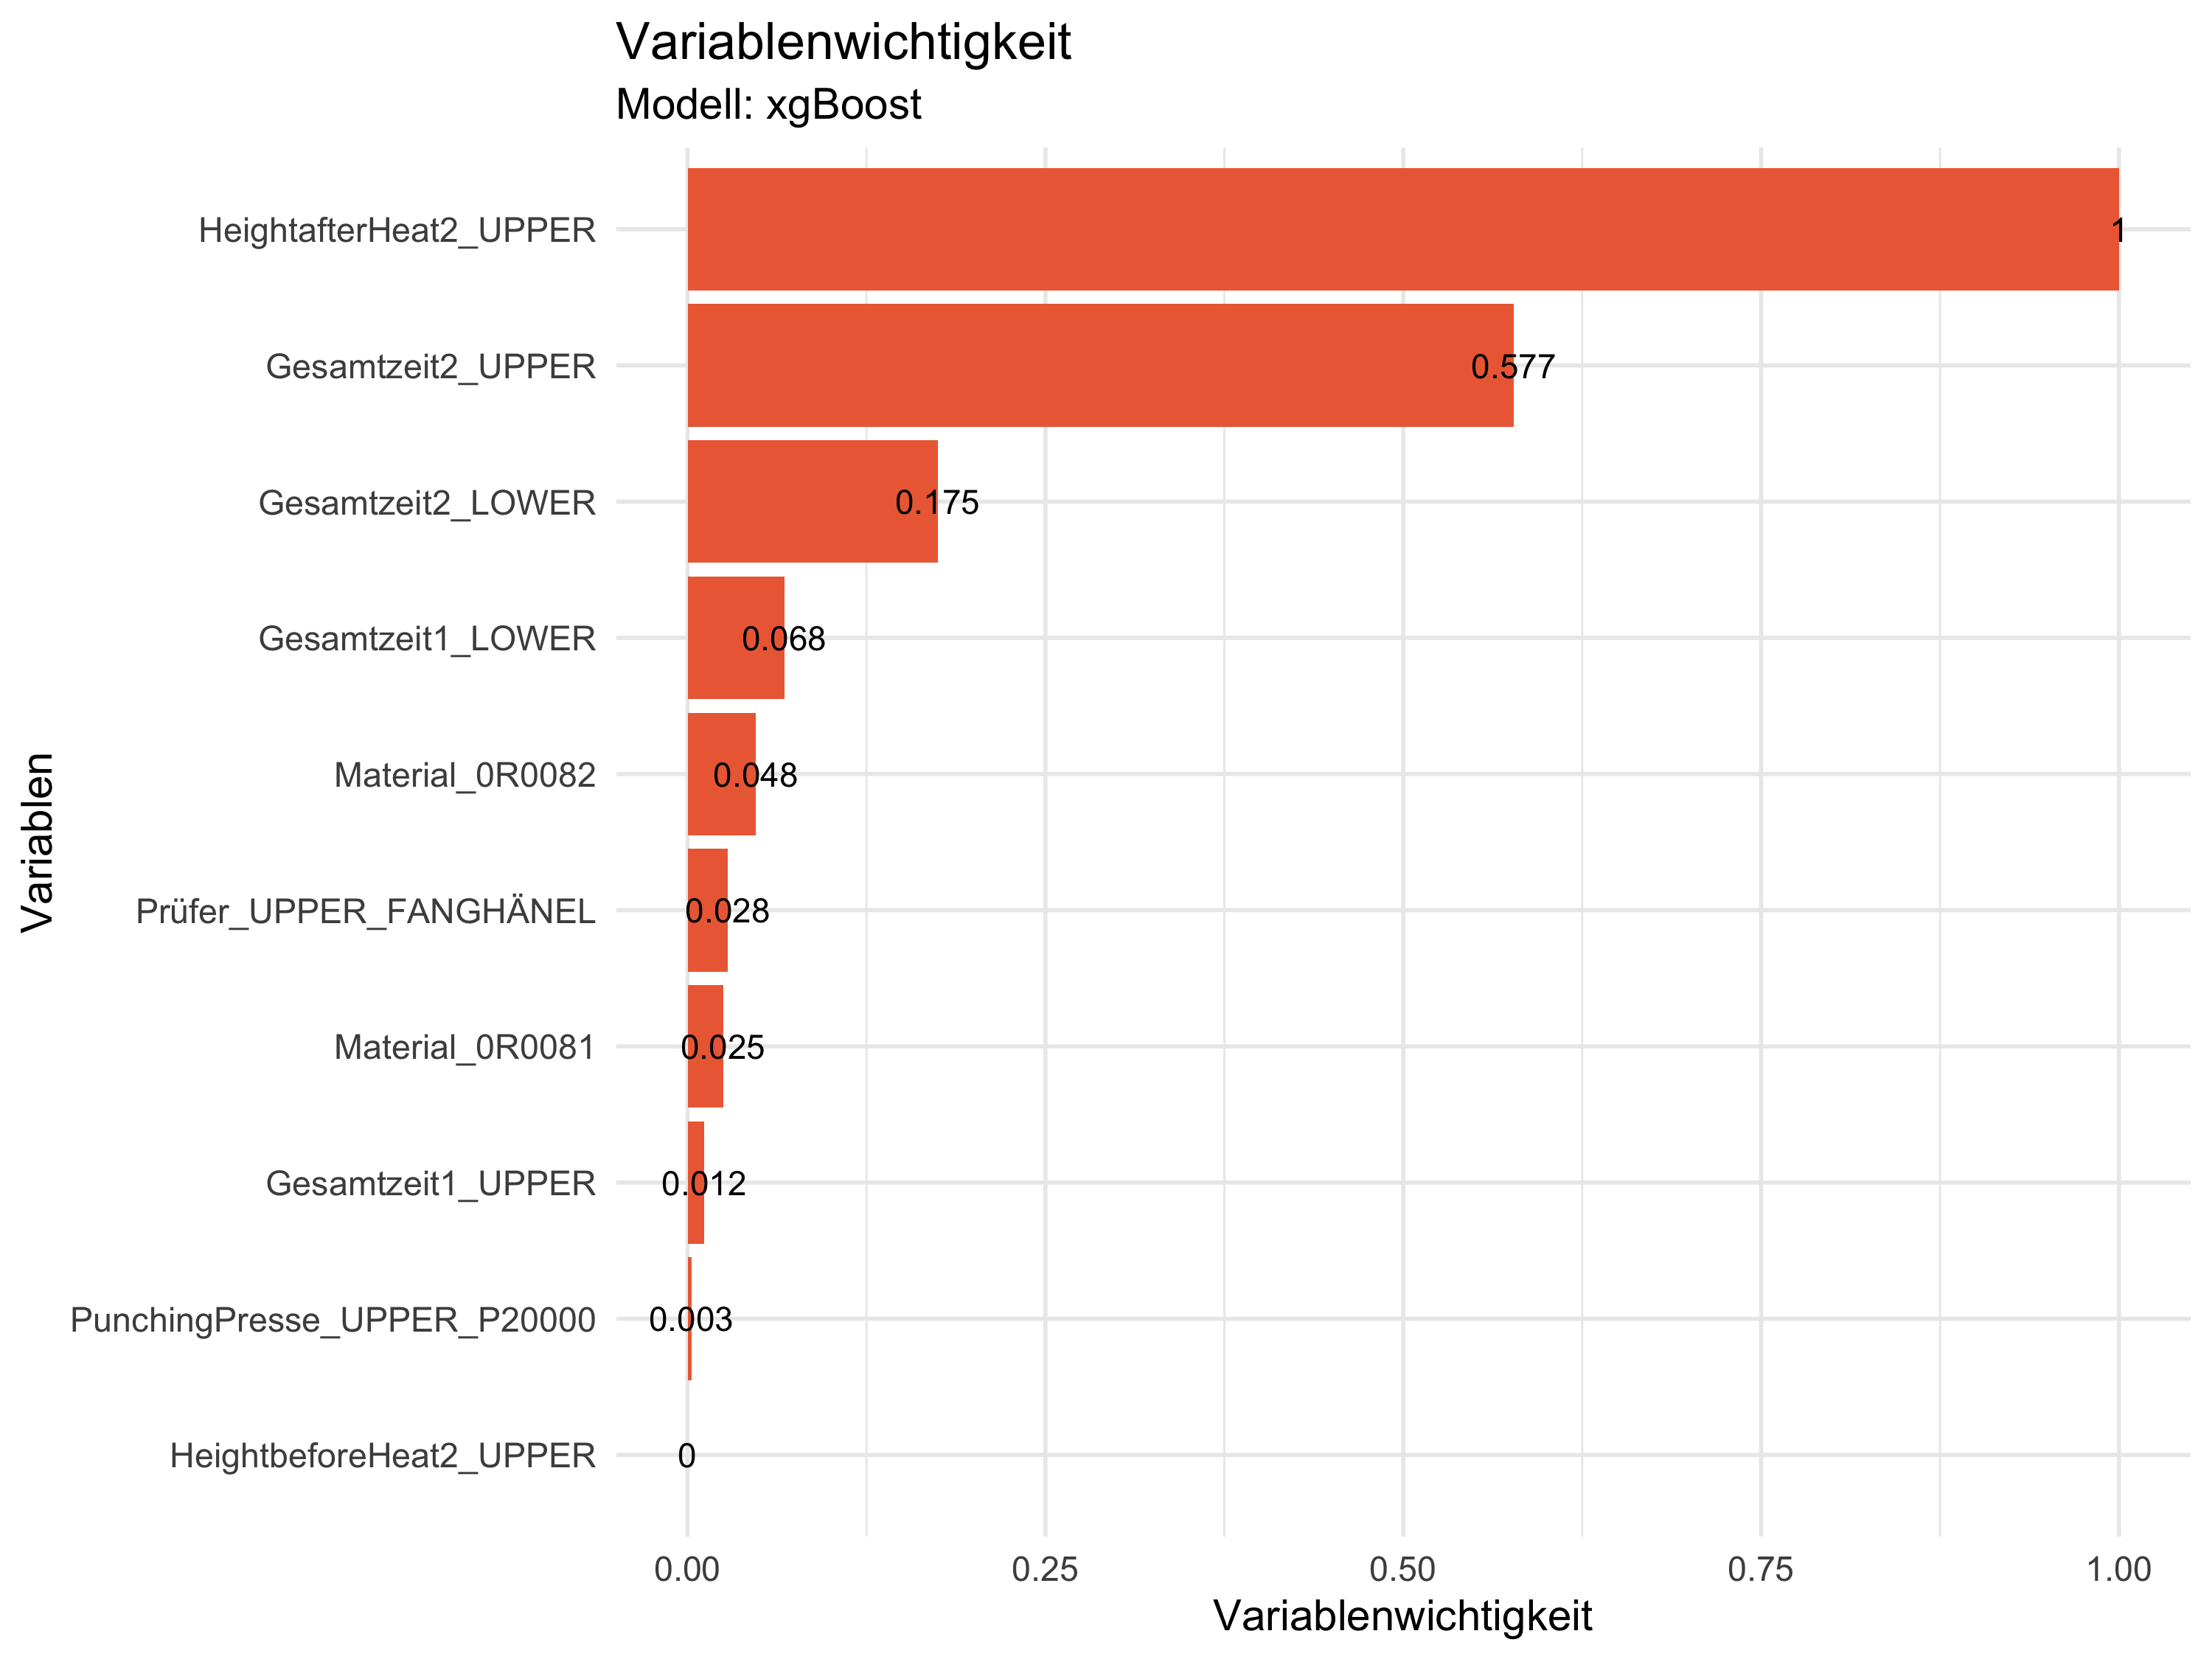 Variablenwichtigkeit
Modell: xgBoost
HeightafterHeat2_UPPER
1
Gesamtzeit2_UPPER
0.577
Gesamtzeit2_LOWER
0.175
Gesamtzeit1_LOWER
0.068
Material_0R0082
0.048
Prüfer_UPPER_FANGHÄNEL
0.028
Material_0R0081
0.025
Gesamtzeit1_UPPER
0.012
PunchingPresse_UPPER_P20000
0.003
HeightbeforeHeat2_UPPER
0
Variablen
0.00 0.25 0.50 0.75 1.00
Variablenwichtigkeit